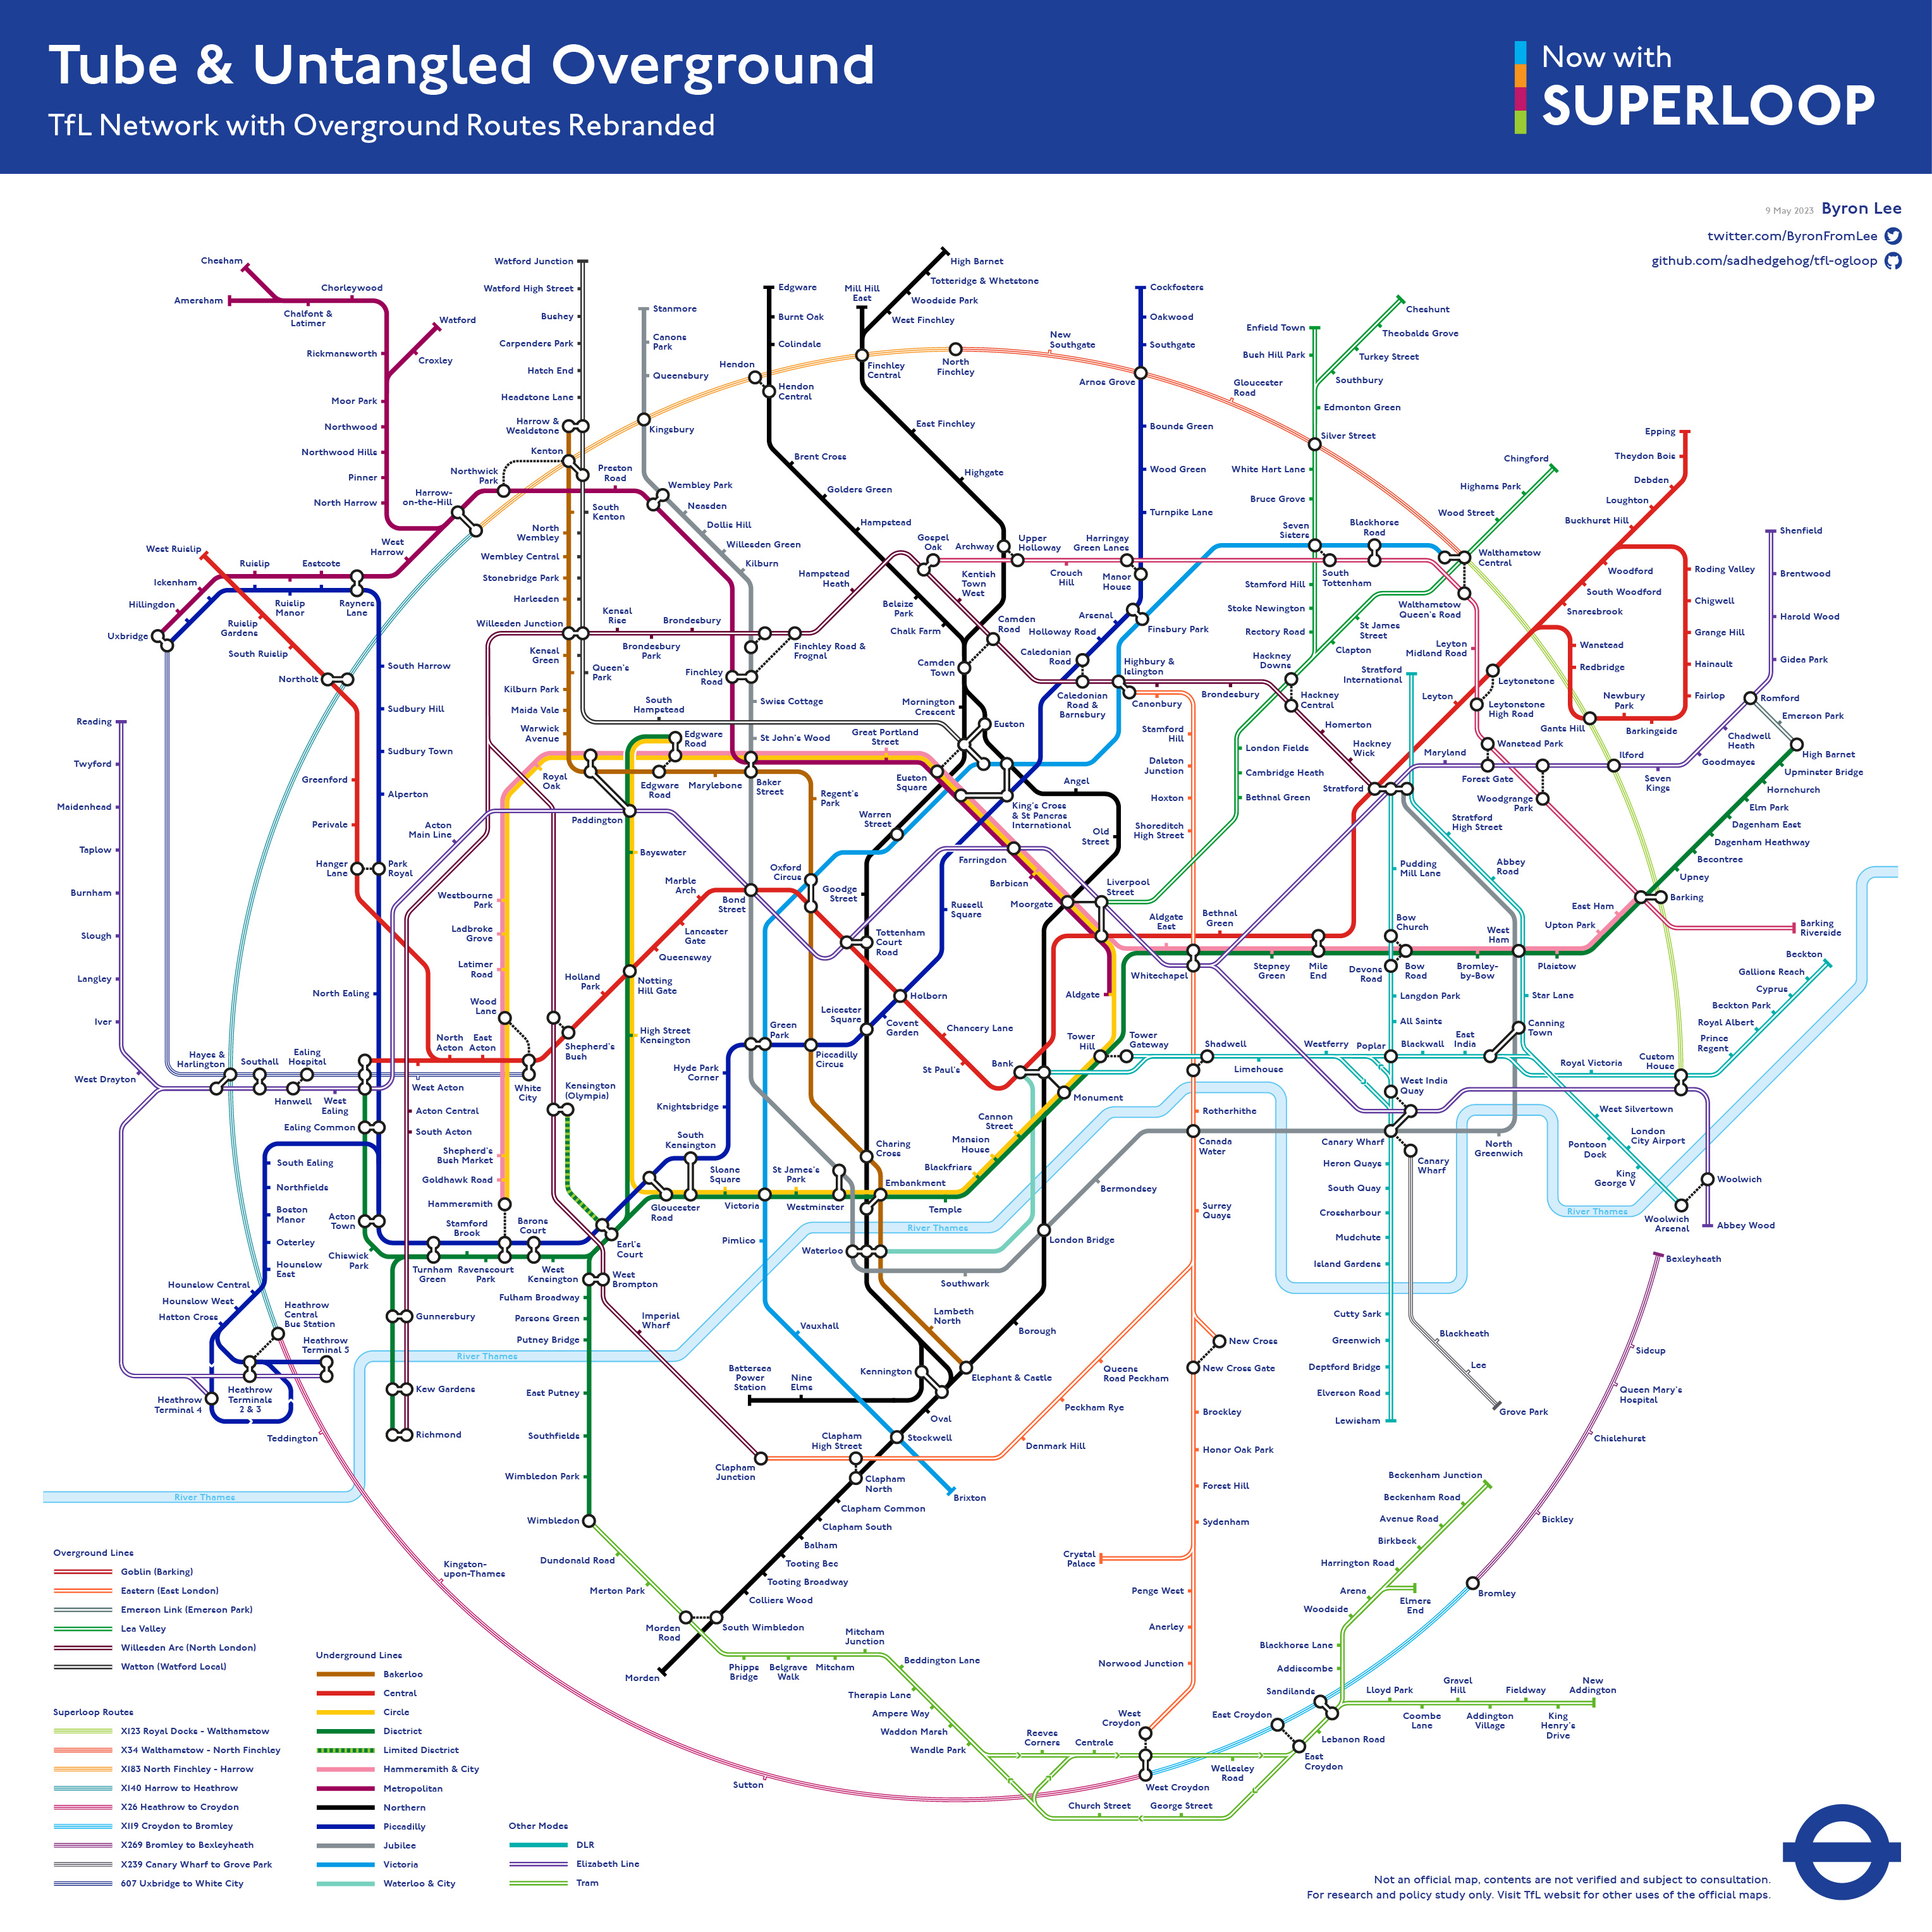 Tube & Untangled Overground
TfL Network with Overground Routes Rebranded
Now with
SUPERLOOP
9 May 2023 Byron Lee
twitter.com/ByronFromLee
github.com/sadhedgehog/tfl-ogloop
Chesham
Amersham
Chorleywood
Chalfont &
Latimer
Watford
Croxley
Rickmansworth
Moor Park
Northwood
Northwood Hills
Pinner
North Harrow
Harrow-
on-the-Hill
Northwick
Park
West
Harrow
West Ruislip
Ruislip
Eastcote
Ickenham
Hillingdon
Ruislip
Manor
Rayners
Lane
Uxbridge
Ruislip
Gardens
South Ruislip
Northolt
South Harrow
Sudbury Hill
Sudbury Town
Greenford
Alperton
Perivale
Hanger
Lane
Park
Royal
North Ealing
Reading
Twyford
Maidenhead
Taplow
Burnham
Slough
Langley
Iver
West Drayton
Hayes &
Harlington
Southall
Ealing
Hospital
Hanwell
West
Ealing
Ealing Common
South Ealing
Northfields
Boston
Manor
Osterley
Hounslow
East
Hounslow Central
Hounslow West
Hatton Cross
Heathrow
Central
Bus Station
Heathrow
Terminal 5
Heathrow
Terminals
2 & 3
Heathrow
Terminal 4
Teddington
Acton
Town
Chiswick
Park
Turnham
Green
Stamford
Brook
Ravenscourt
Park
Barons
Court
West
Kensington
Earl's
Court
Gunnersbury
Kew Gardens
Richmond
West Acton
Acton Central
South Acton
North
Acton
East
Acton
Acton
Main Line
White
City
Shepherd's
Bush
Wood
Lane
Latimer
Road
Ladbroke
Grove
Westbourne
Park
Royal
Oak
Shepherd's
Bush Market
Goldhawk Road
Hammersmith
Kensington
(Olympia)
Holland
Park
Notting
Hill Gate
Queensway
Lancaster
Gate
Marble
Arch
Bond
Street
Bayswater
High Street
Kensington
Paddington
Watford Junction
Watford High Street
Bushey
Carpenders Park
Hatch End
Headstone Lane
Harrow &
Wealdstone
Kenton
South
Kenton
Preston
Road
North
Wembley
Wembley Central
Stonebridge Park
Harlesden
Willesden Junction
Kensal
Green
Queen's
Park
Kilburn Park
Maida Vale
Warwick
Avenue
Kensal
Rise
Brondesbury
Brondesbury
Park
South
Hampstead
Edgware
Road
Edgware
Road
Marylebone
Baker
Street
Stanmore
Canons
Park
Queensbury
Kingsbury
Wembley Park
Neasden
Dollis Hill
Willesden Green
Kilburn
Finchley
Road
Finchley Road &
Frognal
Swiss Cottage
St John's Wood
Edgware
Burnt Oak
Colindale
Hendon
Hendon
Central
Brent Cross
Golders Green
Hampstead
Belsize
Park
Chalk Farm
Camden
Town
Mornington
Crescent
Mill Hill
East
High Barnet
Totteridge & Whetstone
Woodside Park
West Finchley
Finchley
Central
North
Finchley
East Finchley
Highgate
Archway
Upper
Holloway
Gospel
Oak
Hampstead
Heath
Kentish
Town
West
Camden
Road
Crouch
Hill
Harringay
Green Lanes
Manor
House
New
Southgate
Cockfosters
Oakwood
Southgate
Arnos Grove
Bounds Green
Wood Green
Turnpike Lane
Arsenal
Finsbury Park
Holloway Road
Caledonian
Road
Caledonian
Road &
Barnsbury
Highbury &
Islington
Canonbury
Brondesbury
Gloucester
Road
Enfield Town
Bush Hill Park
Cheshunt
Theobalds Grove
Turkey Street
Southbury
Edmonton Green
Silver Street
White Hart Lane
Bruce Grove
Seven
Sisters
South
Tottenham
Blackhorse
Road
Stamford Hill
Stoke Newington
Rectory Road
Hackney
Downs
Hackney
Central
Clapton
St James
Street
Chingford
Highams Park
Wood Street
Walthamstow
Central
Walthamstow
Queen's Road
Leyton
Midland Road
Leytonstone
Leytonstone
High Road
Leyton
Stratford
International
Homerton
Hackney
Wick
Stratford
London Fields
Cambridge Heath
Bethnal Green
Epping
Theydon Bois
Debden
Loughton
Buckhurst Hill
Woodford
South Woodford
Snaresbrook
Roding Valley
Chigwell
Grange Hill
Hainault
Fairlop
Wanstead
Redbridge
Gants Hill
Newbury
Park
Barkingside
Shenfield
Brentwood
Harold Wood
Gidea Park
Romford
Emerson Park
High Barnet
Upminster Bridge
Hornchurch
Elm Park
Dagenham East
Dagenham Heathway
Becontree
Upney
Barking
Barking
Riverside
East Ham
Upton Park
Chadwell
Heath
Goodmayes
Seven
Kings
Ilford
Maryland
Wanstead Park
Forest Gate
Woodgrange
Park
Stratford
High Street
Abbey
Road
Pudding
Mill Lane
Bow
Church
Bow
Road
Devons
Road
West
Ham
Bromley-
by-Bow
Plaistow
Star Lane
Canning
Town
Langdon Park
All Saints
Poplar
Blackwall
East
India
Westferry
Limehouse
Shadwell
West India
Quay
Canary Wharf
Canary
Wharf
Heron Quays
South Quay
Crossharbour
Mudchute
Island Gardens
Cutty Sark
Greenwich
Deptford Bridge
Elverson Road
Lewisham
North
Greenwich
Royal Victoria
Custom
House
Prince
Regent
Royal Albert
Beckton Park
Cyprus
Gallions Reach
Beckton
West Silvertown
Pontoon
Dock
London
City Airport
King
George V
Woolwich
Arsenal
Woolwich
Abbey Wood
River Thames
Blackheath
Lee
Grove Park
Bexleyheath
Sidcup
Queen Mary's
Hospital
Chislehurst
Bickley
Bromley
Great Portland
Street
Euston
Euston
Square
King's Cross
& St Pancras
International
Angel
Old
Street
Regent's
Park
Warren
Street
Goodge
Street
Oxford
Circus
Tottenham
Court
Road
Russell
Square
Farringdon
Barbican
Moorgate
Liverpool
Street
Holborn
Covent
Garden
Leicester
Square
Chancery Lane
St Paul's
Bank
Piccadilly
Circus
Green
Park
Hyde Park
Corner
Knightsbridge
South
Kensington
Gloucester
Road
Sloane
Square
Victoria
St James's
Park
Westminster
Charing
Cross
Embankment
Temple
Blackfriars
Mansion
House
Cannon
Street
Monument
Tower
Hill
Tower
Gateway
Aldgate
Aldgate
East
Whitechapel
Bethnal
Green
Stepney
Green
Mile
End
Stamford
Hill
Dalston
Junction
Hoxton
Shoreditch
High Street
Rotherhithe
Canada
Water
Bermondsey
London Bridge
Surrey
Quays
River Thames
Waterloo
Southwark
Lambeth
North
Borough
Elephant & Castle
Kennington
Oval
Nine
Elms
Battersea
Power
Station
Pimlico
Vauxhall
Stockwell
Brixton
West
Brompton
Fulham Broadway
Parsons Green
Putney Bridge
East Putney
Southfields
Wimbledon Park
Wimbledon
Imperial
Wharf
River Thames
Clapham
Junction
Clapham
High Street
Clapham
North
Clapham Common
Clapham South
Balham
Tooting Bec
Tooting Broadway
Colliers Wood
South Wimbledon
Morden
New Cross
New Cross Gate
Queens
Road Peckham
Peckham Rye
Denmark Hill
Brockley
Honor Oak Park
Forest Hill
Sydenham
Crystal
Palace
Penge West
Anerley
Norwood Junction
West
Croydon
River Thames
Kingston-
upon-Thames
Sutton
Dundonald Road
Merton Park
Morden
Road
Phipps
Bridge
Belgrave
Walk
Mitcham
Mitcham
Junction
Beddington Lane
Therapia Lane
Ampere Way
Waddon Marsh
Wandle Park
Reeves
Corners
Centrale
West Croydon
Wellesley
Road
Church Street
George Street
East Croydon
East
Croydon
Lebanon Road
Sandilands
Addiscombe
Blackhorse Lane
Woodside
Arena
Elmers
End
Harrington Road
Birkbeck
Avenue Road
Beckenham Road
Beckenham Junction
Lloyd Park
Coombe
Lane
Gravel
Hill
Addington
Village
Fieldway
King
Henry's
Drive
New
Addington
Overground Lines
Goblin (Barking)
Eastern (East London)
Emerson Link (Emerson Park)
Lea Valley
Willesden Arc (North London)
Watton (Watford Local)
Superloop Routes
X123 Royal Docks - Walthamstow
X34 Walthamstow - North Finchley
X183 North Finchley - Harrow
X140 Harrow to Heathrow
X26 Heathrow to Croydon
X119 Croydon to Bromley
X269 Bromley to Bexleyheath
X239 Canary Wharf to Grove Park
607 Uxbridge to White City
Underground Lines
Bakerloo
Central
Circle
Disctrict
Limited Disctrict
Hammersmith & City
Metropolitan
Northern
Piccadilly
Jubilee
Victoria
Waterloo & City
Other Modes
DLR
Elizabeth Line
Tram
Not an official map, contents are not verified and subject to consultation.
For research and policy study only. Visit TfL websit for other uses of the official maps.